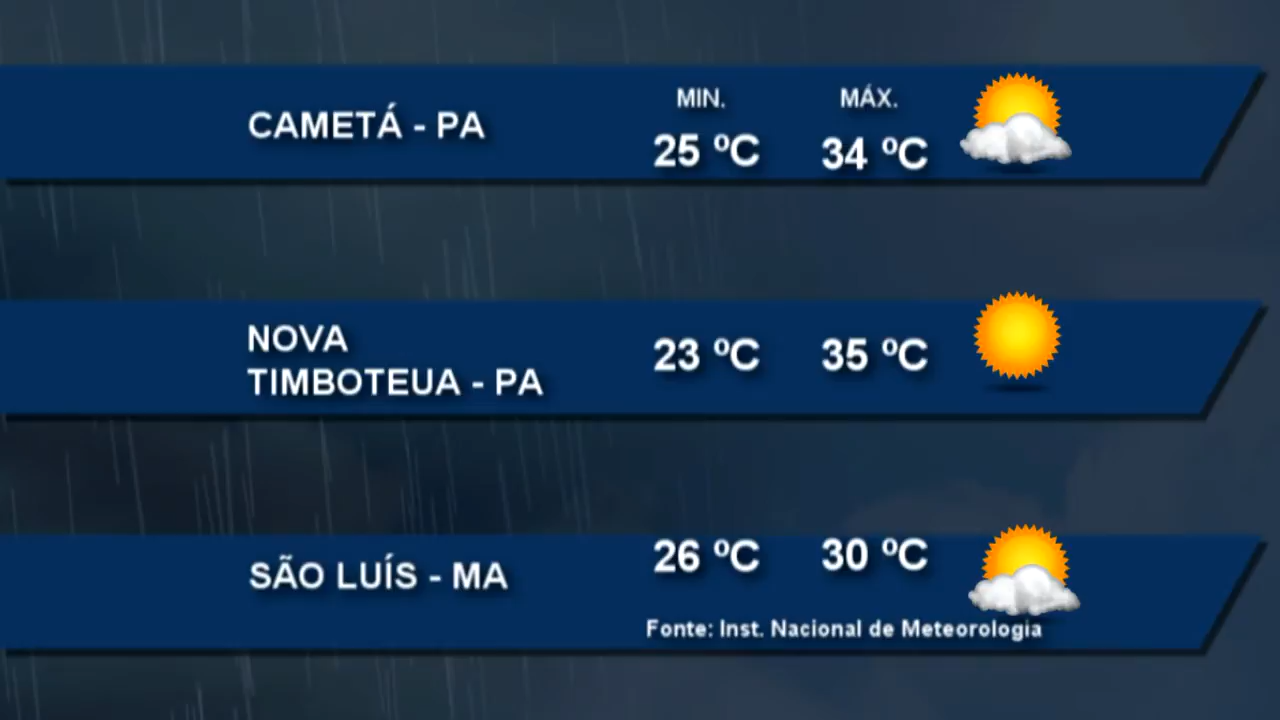 MIN. MÁX.
CAMETÁ - PA 25 ºC 34 ºC
NOVA
TIMBOTEUA - PA 23 ºC 35 ºC
SÃO LUÍS - MA 26 ºC 30 ºC
Fonte: Inst. Nacional de Meteorologia